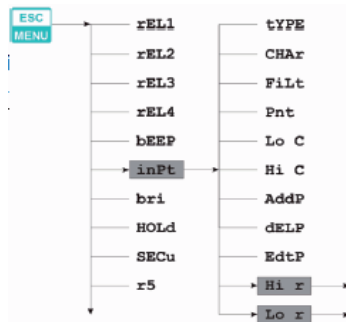 ESC
MENU
rEL1
rEL2
rEL3
rEL4
bEEP
inPt
bri
HOLd
SECu
r5
tYPE
CHAr
FiLt
Pnt
Lo C
Hi C
AddP
dELP
EdtP
Hi r
Lo r